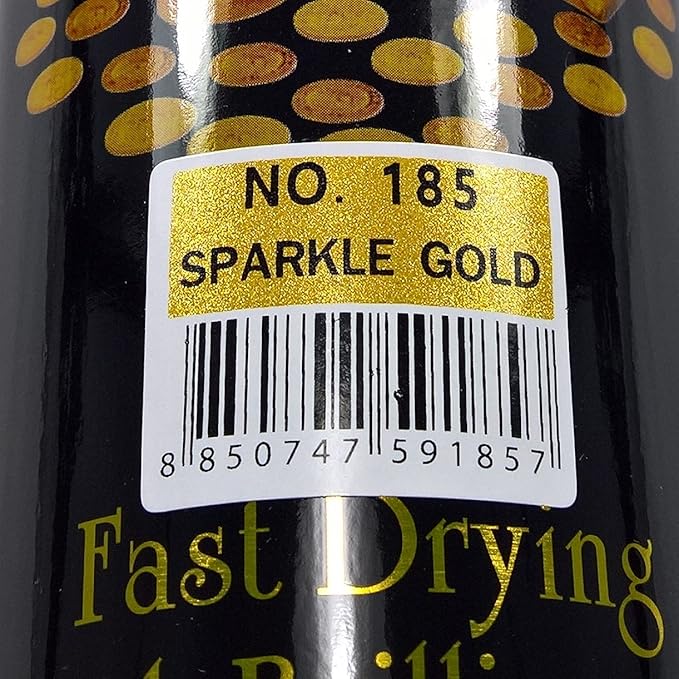 NO. 185
SPARKLE GOLD
8 850747 591857
Fast Drying